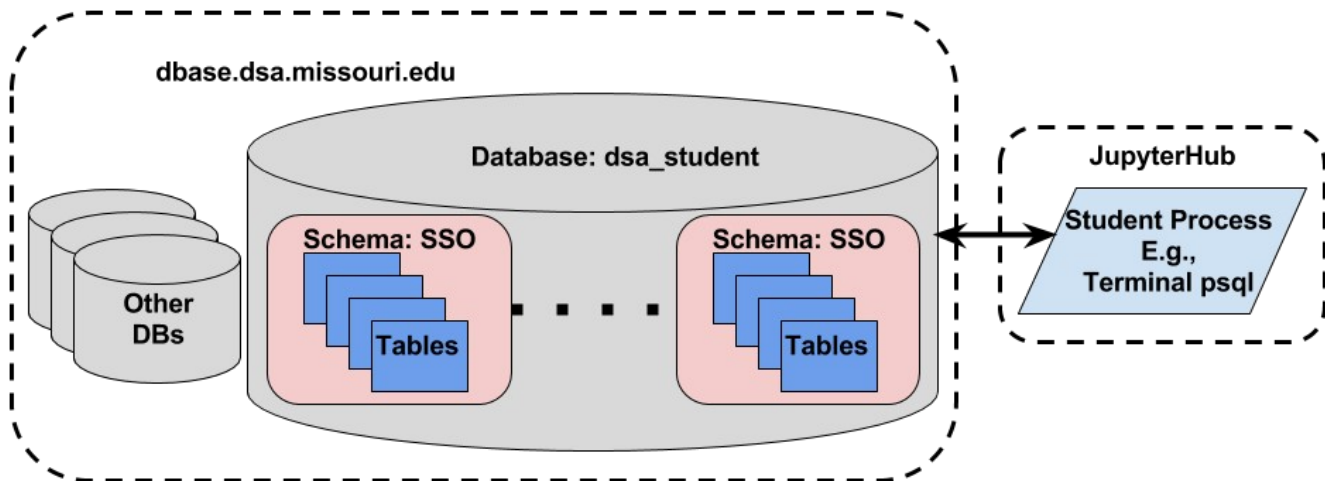 dbase.dsa.missouri.edu
Database: dsa_student
JupyterHub
Schema: SSO
Schema: SSO
Student Process
E.g.,
Terminal psql
Other
DBs
Tables
Tables